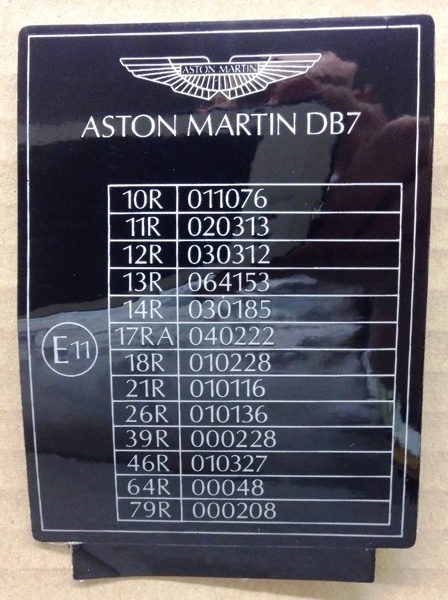 ASTON MARTIN
ASTON MARTIN DB7
10R 011076
11R 020313
12R 030312
13R 064153
14R 030185
17RA 040222
E11
18R 010228
21R 010116
26R 010136
39R 000228
46R 010327
64R 00048
79R 000208